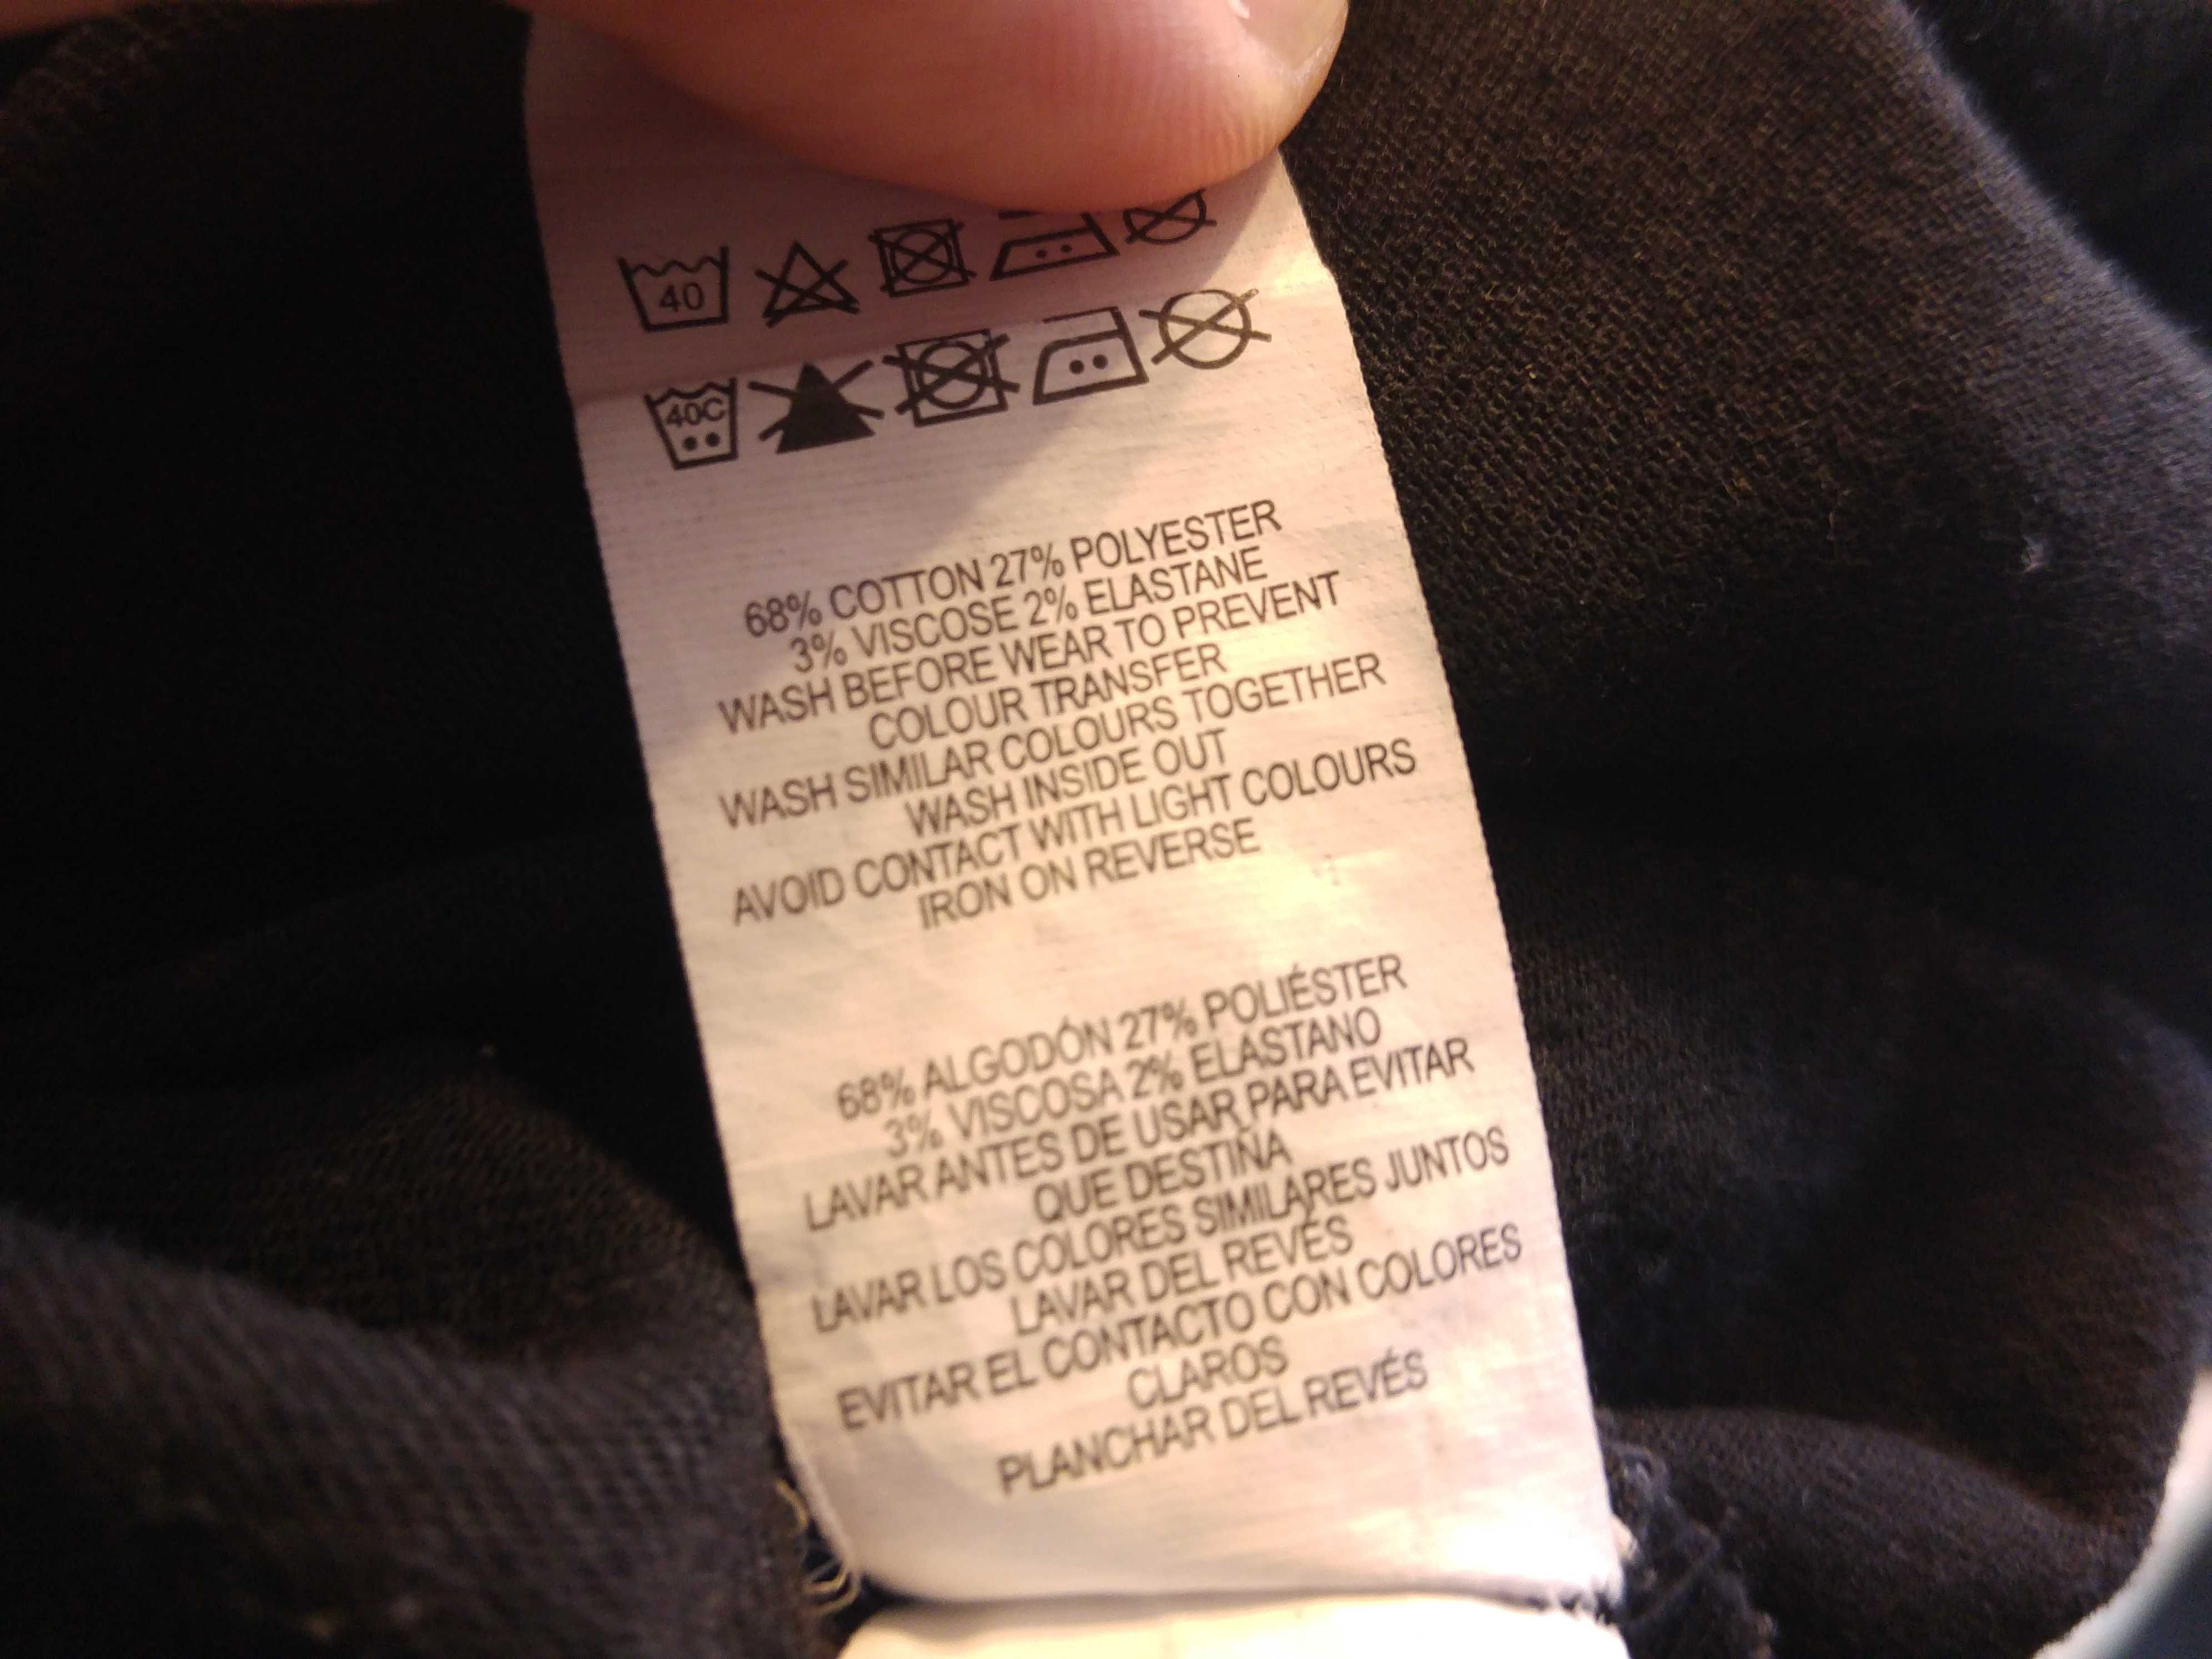 40
40C
68% COTTON 27% POLYESTER
3% VISCOSE 2% ELASTANE
WASH BEFORE WEAR TO PREVENT
COLOUR TRANSFER
WASH SIMILAR COLOURS TOGETHER
WASH INSIDE OUT
AVOID CONTACT WITH LIGHT COLOURS
IRON ON REVERSE
68% ALGODÓN 27% POLIÉSTER
3% VISCOSA 2% ELASTANO
LAVAR ANTES DE USAR PARA EVITAR
QUE DESTIÑA
LAVAR LOS COLORES SIMILARES JUNTOS
LAVAR DEL REVÉS
EVITAR EL CONTACTO CON COLORES
CLAROS
PLANCHAR DEL REVÉS